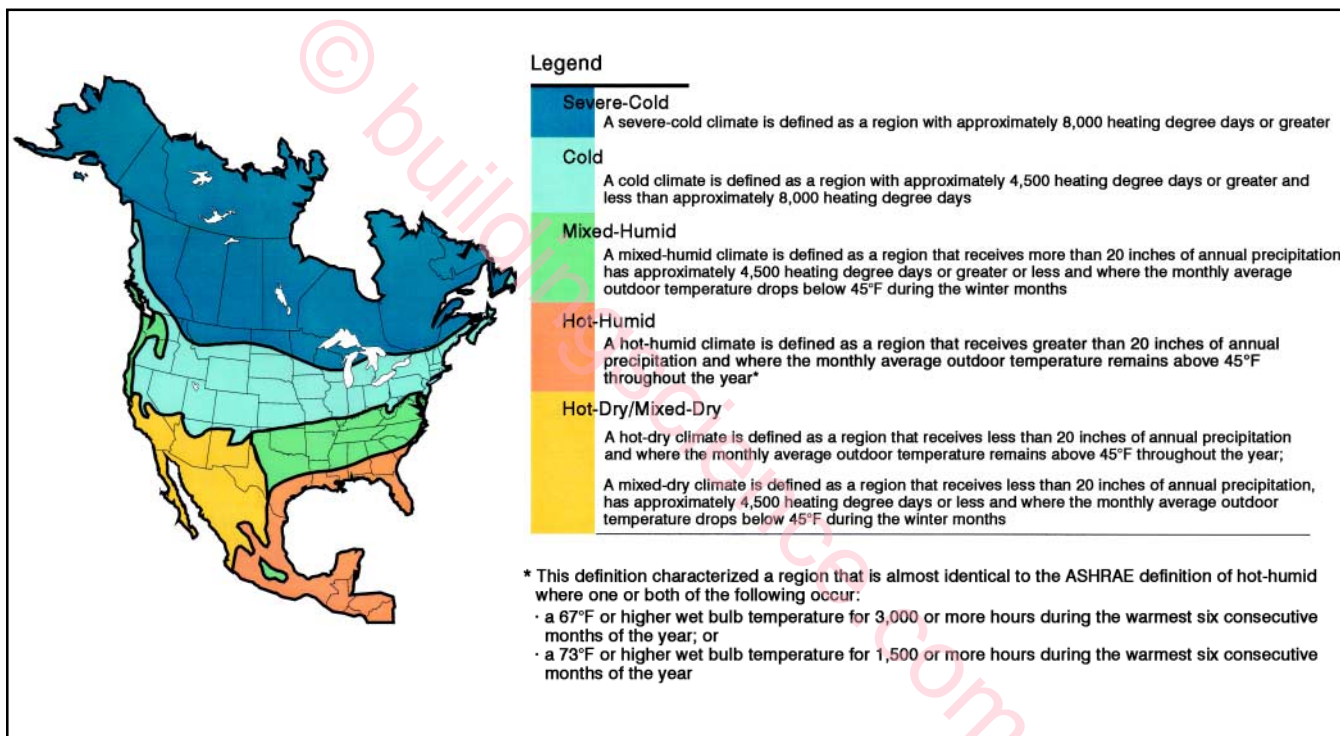 © buildingscience.com
Legend
Severe-Cold
A severe-cold climate is defined as a region with approximately 8,000 heating degree days or greater
Cold
A cold climate is defined as a region with approximately 4,500 heating degree days or greater and
less than approximately 8,000 heating degree days
Mixed-Humid
A mixed-humid climate is defined as a region that receives more than 20 inches of annual precipitation
has approximately 4,500 heating degree days or greater or less and where the monthly average
outdoor temperature drops below 45°F during the winter months
Hot-Humid
A hot-humid climate is defined as a region that receives greater than 20 inches of annual
precipitation and where the monthly average outdoor temperature remains above 45°F
throughout the year*
Hot-Dry/Mixed-Dry
A hot-dry climate is defined as a region that receives less than 20 inches of annual precipitation
and where the monthly average outdoor temperature remains above 45°F throughout the year;
A mixed-dry climate is defined as a region that receives less than 20 inches of annual precipitation,
has approximately 4,500 heating degree days or less and where the monthly average outdoor
temperature drops below 45°F during the winter months
* This definition characterized a region that is almost identical to the ASHRAE definition of hot-humid
where one or both of the following occur:
· a 67°F or higher wet bulb temperature for 3,000 or more hours during the warmest six consecutive
months of the year; or
· a 73°F or higher wet bulb temperature for 1,500 or more hours during the warmest six consecutive
months of the year